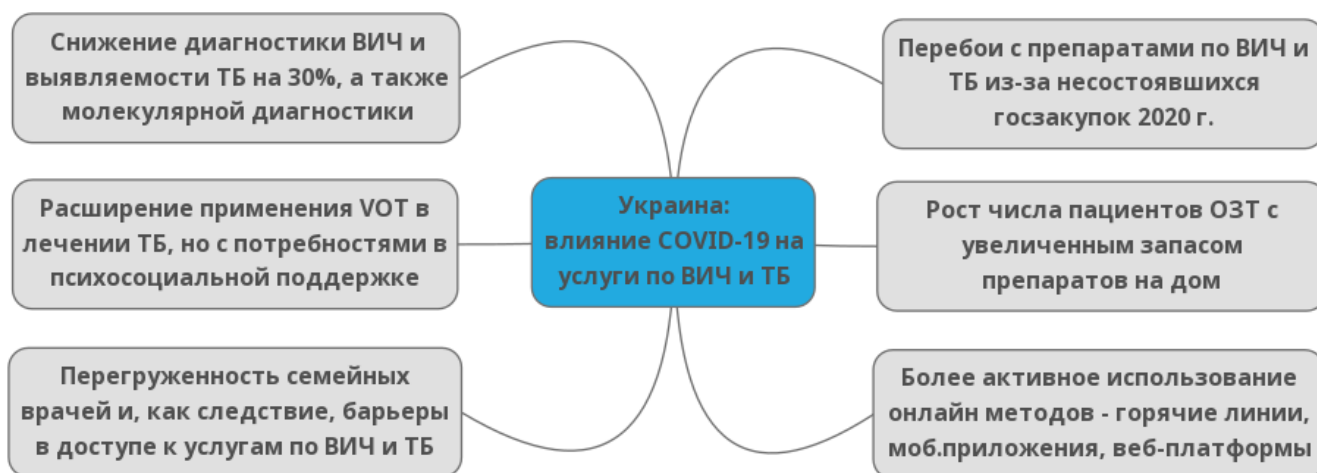 Снижение диагностики ВИЧ и
выявляемости ТБ на 30%, а также
молекулярной диагностики
Перебои с препаратами по ВИЧ и
ТБ из-за несостоявшихся
госзакупок 2020 г.
Расширение применения VOT в
лечении ТБ, но с потребностями в
психосоциальной поддержке
Украина:
влияние COVID-19 на
услуги по ВИЧ и ТБ
Рост числа пациентов ОЗТ с
увеличенным запасом
препаратов на дом
Перегруженность семейных
врачей и, как следствие, барьеры
в доступе к услугам по ВИЧ и ТБ
Более активное использование
онлайн методов - горячие линии,
моб.приложения, веб-платформы